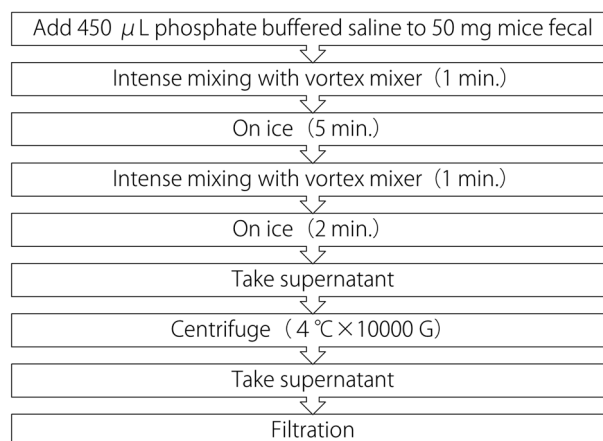 Add 450 μL phosphate buffered saline to 50 mg mice fecal
Intense mixing with vortex mixer（1 min.）
On ice（5 min.）
Intense mixing with vortex mixer（1 min.）
On ice（2 min.）
Take supernatant
Centrifuge（4 ℃×10000 G）
Take supernatant
Filtration